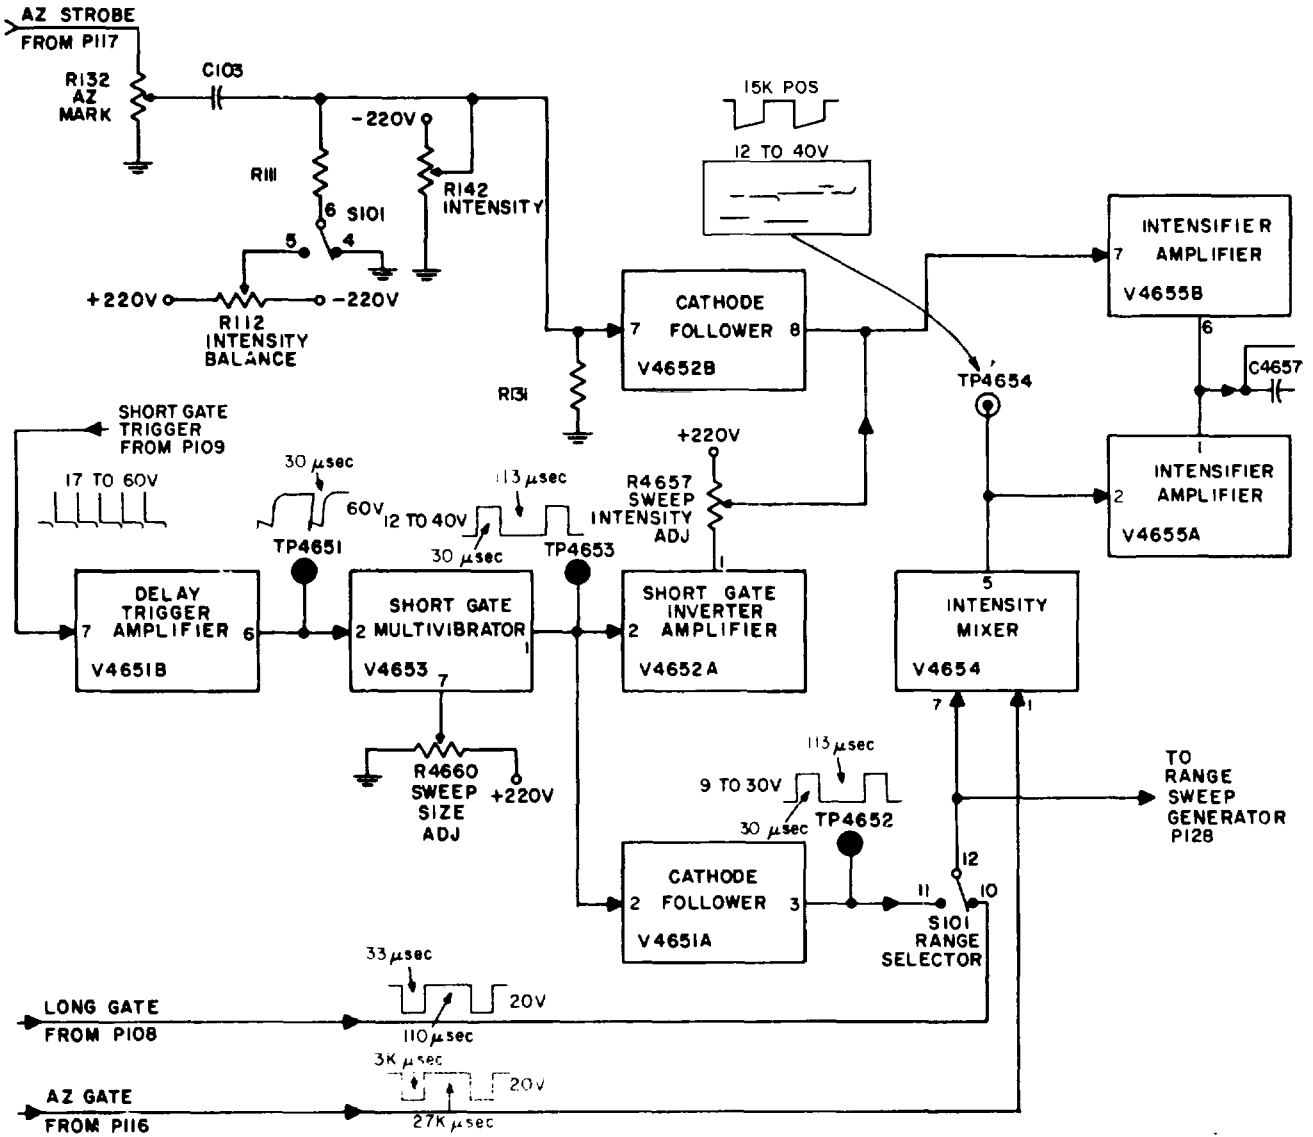 AZ STROBE
FROM P117
R132
AZ
MARK
C103
R111
-220V
R142
INTENSITY
6
S101
5
4
+220V
-220V
R112
INTENSITY
BALANCE
15K POS
12 TO 40V
7
CATHODE
FOLLOWER
8
V4652B
R131
INTENSIFIER
AMPLIFIER
7
V4655B
6
C4657
TP4654
1
INTENSIFIER
AMPLIFIER
2
V4655A
SHORT GATE
TRIGGER
FROM P109
17 TO 60V
30 μsec
60V
TP4651
12 TO 40V
113 μsec
30 μsec
TP4653
+220V
R4657
SWEEP
INTENSITY
ADJ
DELAY
TRIGGER
AMPLIFIER
7
6
V4651B
SHORT GATE
MULTIVIBRATOR
2
1
V4653
7
R4660
SWEEP
SIZE
ADJ
+220V
1
SHORT GATE
INVERTER
AMPLIFIER
2
V4652A
5
INTENSITY
MIXER
V4654
7
1
113 μsec
9 TO 30V
30 μsec
TP4652
CATHODE
2
FOLLOWER
3
V4651A
12
11
10
S101
RANGE
SELECTOR
TO
RANGE
SWEEP
GENERATOR
P128
33 μsec
20V
110 μsec
LONG GATE
FROM P108
3K μsec
20V
27K μsec
AZ GATE
FROM P116